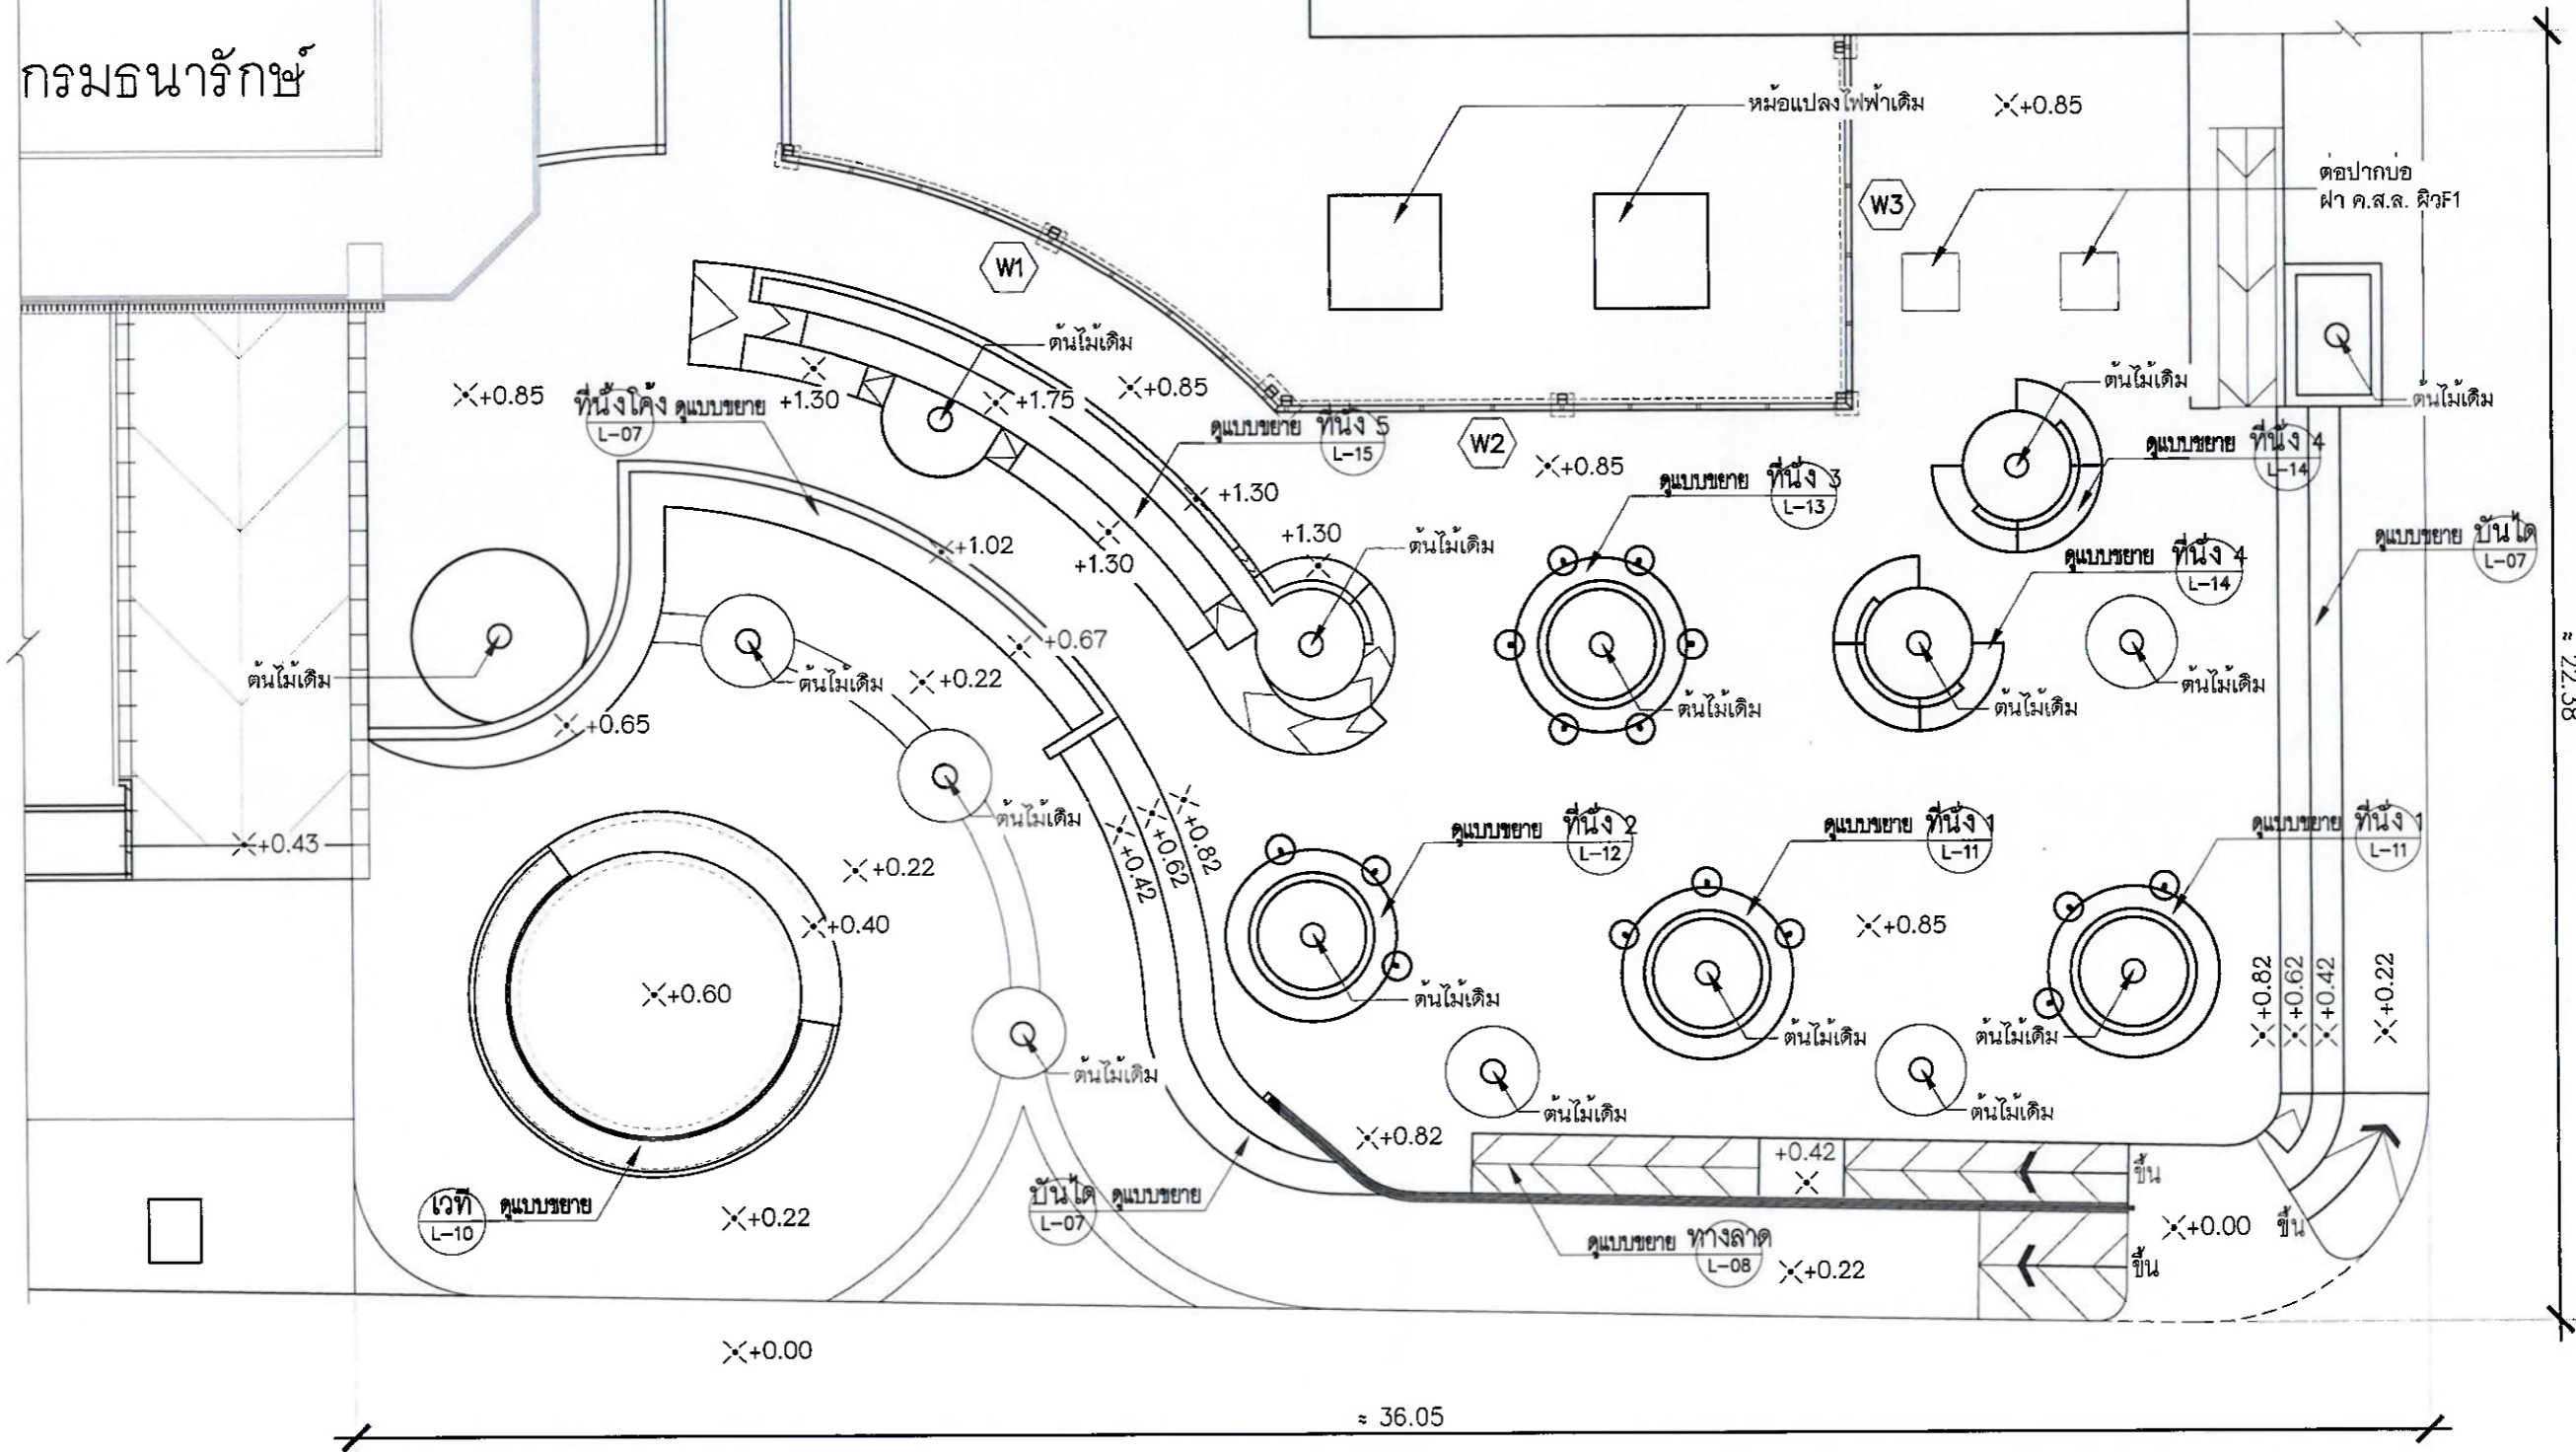 กรมธนารักษ์
หม้อแปลงไฟฟ้าเดิม
+0.85
ต่อปากบ่อ
ฝา ค.ส.ล. ผิวF1
W3
W1
ต้นไม้เดิม
+0.85
ที่นั่งโค้ง ดูแบบขยาย
L-07
+1.30
+1.75
+0.85
ดูแบบขยาย ที่นั่ง 5
L-15
W2
+0.85
ต้นไม้เดิม
ต้นไม้เดิม
ดูแบบขยาย ที่นั่ง 4
L-14
ดูแบบขยาย ที่นั่ง 3
L-13
+1.30
+1.30
ต้นไม้เดิม
+1.02
+1.30
ดูแบบขยาย ที่นั่ง 4
L-14
ดูแบบขยาย บันได
L-07
+0.67
+0.22
ต้นไม้เดิม
ต้นไม้เดิม
ต้นไม้เดิม
ต้นไม้เดิม
ต้นไม้เดิม
≈ 22.38
+0.65
+0.43
ต้นไม้เดิม
+0.42
+0.62
+0.82
ดูแบบขยาย ที่นั่ง 2
L-12
ดูแบบขยาย ที่นั่ง 1
L-11
ดูแบบขยาย ที่นั่ง 1
L-11
+0.22
+0.40
+0.85
+0.60
ต้นไม้เดิม
ต้นไม้เดิม
ต้นไม้เดิม
+0.82
+0.62
+0.42
+0.22
ต้นไม้เดิม
ต้นไม้เดิม
ต้นไม้เดิม
+0.82
+0.42
ขึ้น
เวที ดูแบบขยาย
L-10
+0.22
บันได ดูแบบขยาย
L-07
ดูแบบขยาย ทางลาด
L-08
+0.22
+0.00
ขึ้น
ขึ้น
+0.00
≈ 36.05